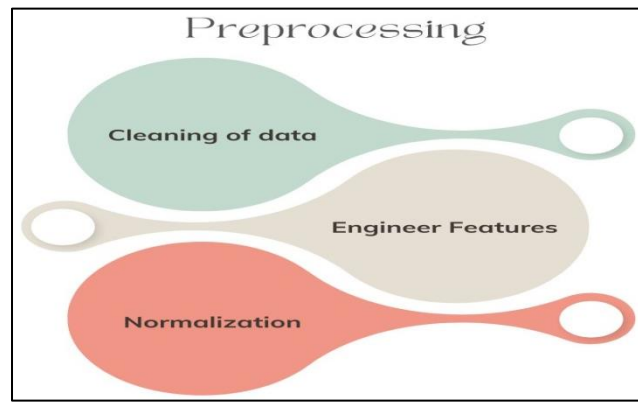 Preprocessing
Cleaning of data
Engineer Features
Normalization